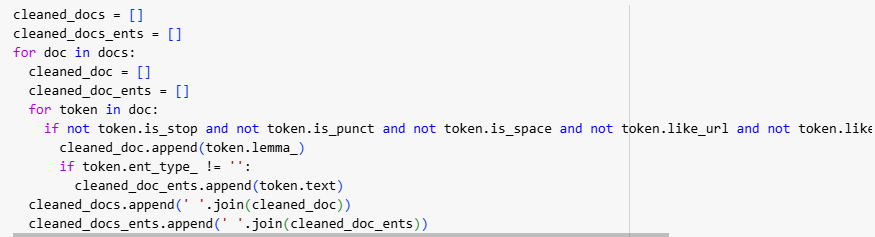 cleaned_docs = []
cleaned_docs_ents = []
for doc in docs:
  cleaned_doc = []
  cleaned_doc_ents = []
  for token in doc:
    if not token.is_stop and not token.is_punct and not token.is_space and not token.like_url and not token.like
      cleaned_doc.append(token.lemma_)
      if token.ent_type_ != '':
        cleaned_doc_ents.append(token.text)
  cleaned_docs.append(' '.join(cleaned_doc))
  cleaned_docs_ents.append(' '.join(cleaned_doc_ents))